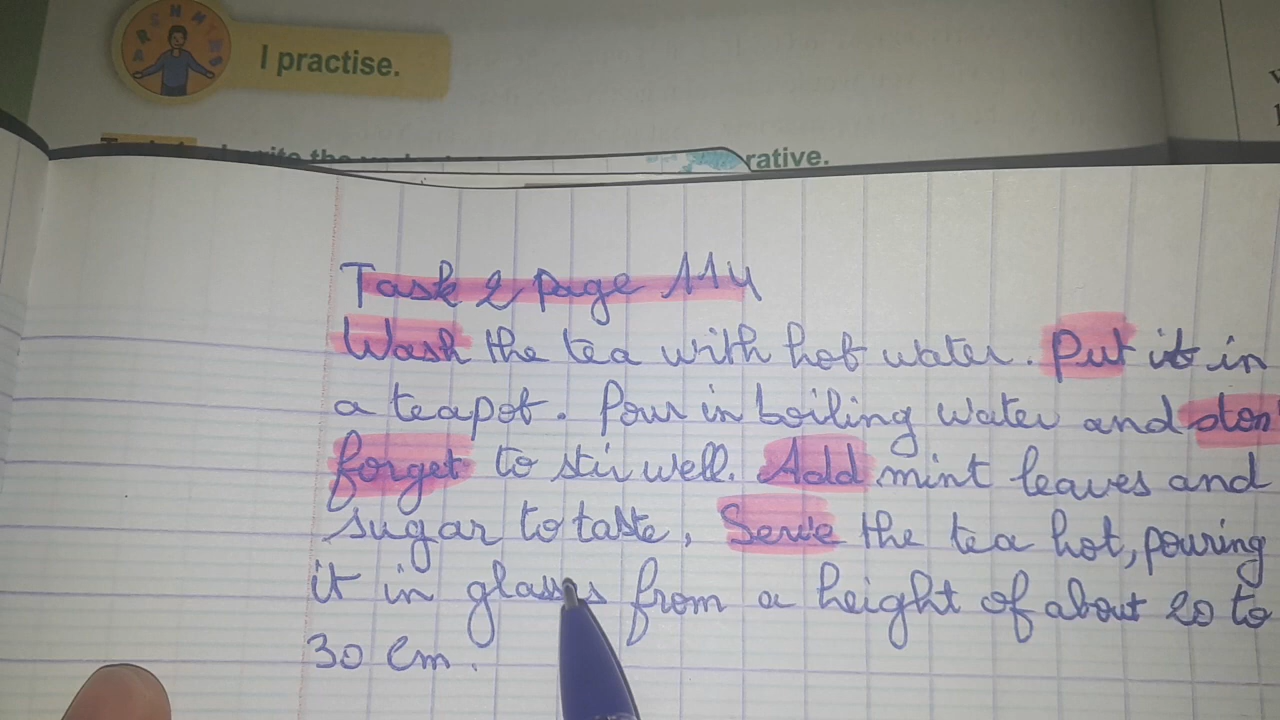 ARSHMINB
I practise.
rative.
Task 2 page 114
Wash the tea with hot water. Put it in
a teapot. Pour in boiling water and don'
forget to stir well. Add mint leaves and
sugar to taste, Serve the tea hot, pouring
it in glasses from a height of about 20 to
30 cm.